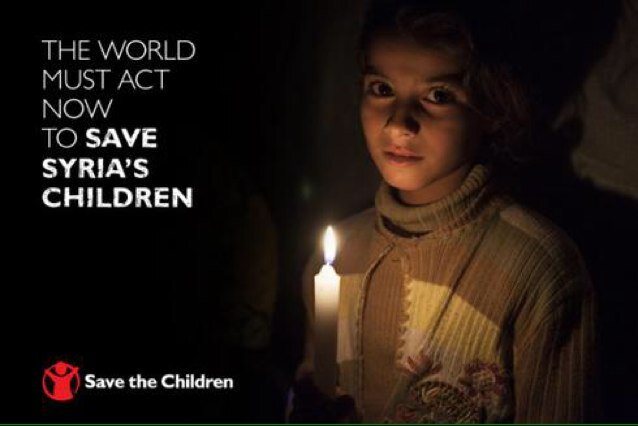 THE WORLD
MUST ACT
NOW
TO SAVE
SYRIA'S
CHILDREN
Save the Children